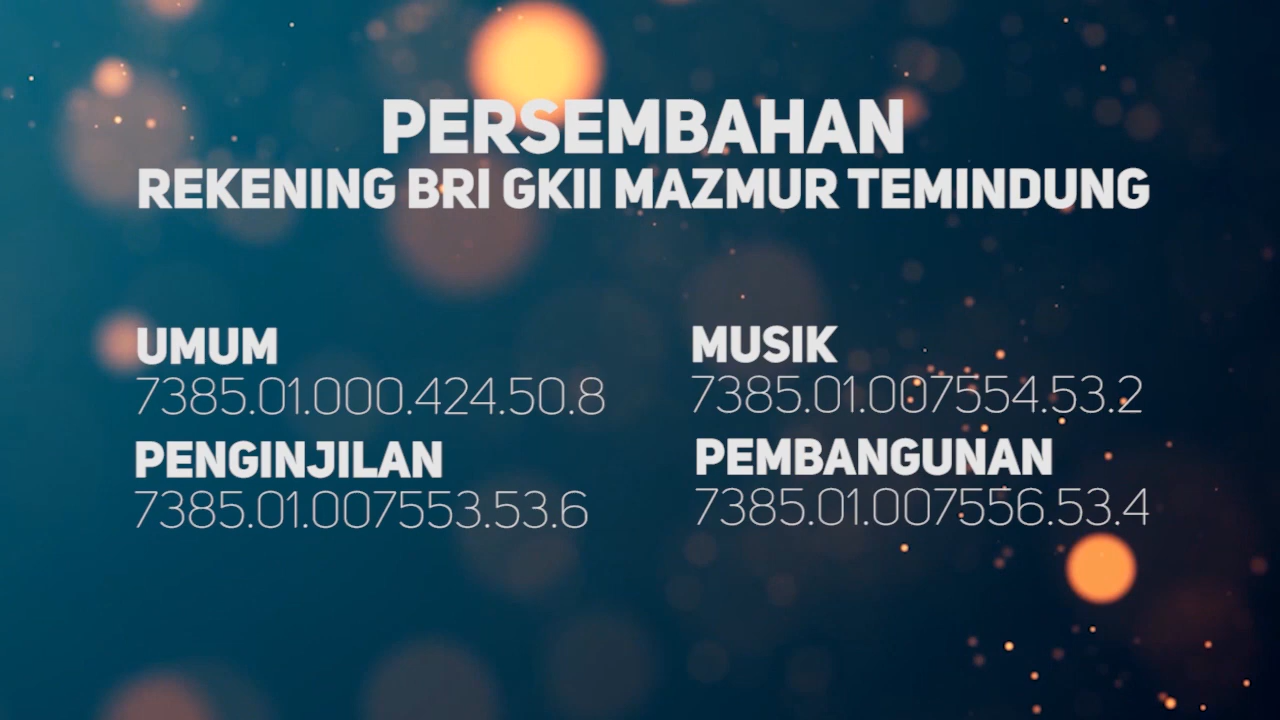 PERSEMBAHAN
REKENING BRI GKII MAZMUR TEMINDUNG
UMUM
7385.01.000.424.50.8
PENGINJILAN
7385.01.007553.53.6
MUSIK
7385.01.007554.53.2
PEMBANGUNAN
7385.01.007556.53.4